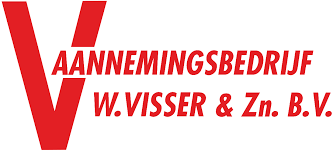 V AANNEMINGSBEDRIJF
W.VISSER & Zn. B.V.